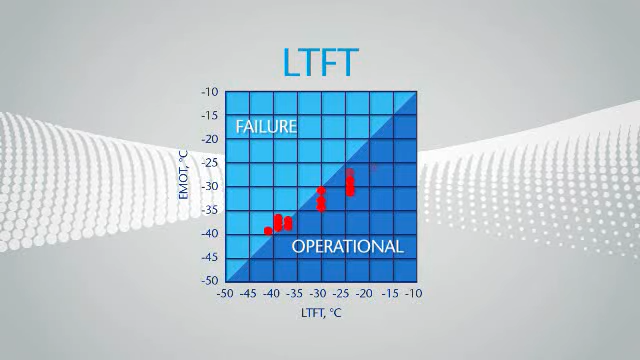 LTFT
-10
-15
FAILURE
-20
-25
EMOT, °C
-30
-35
-40
OPERATIONAL
-45
-50
-50 -45 -40 -35 -30 -25 -20 -15 -10
LTFT, °C